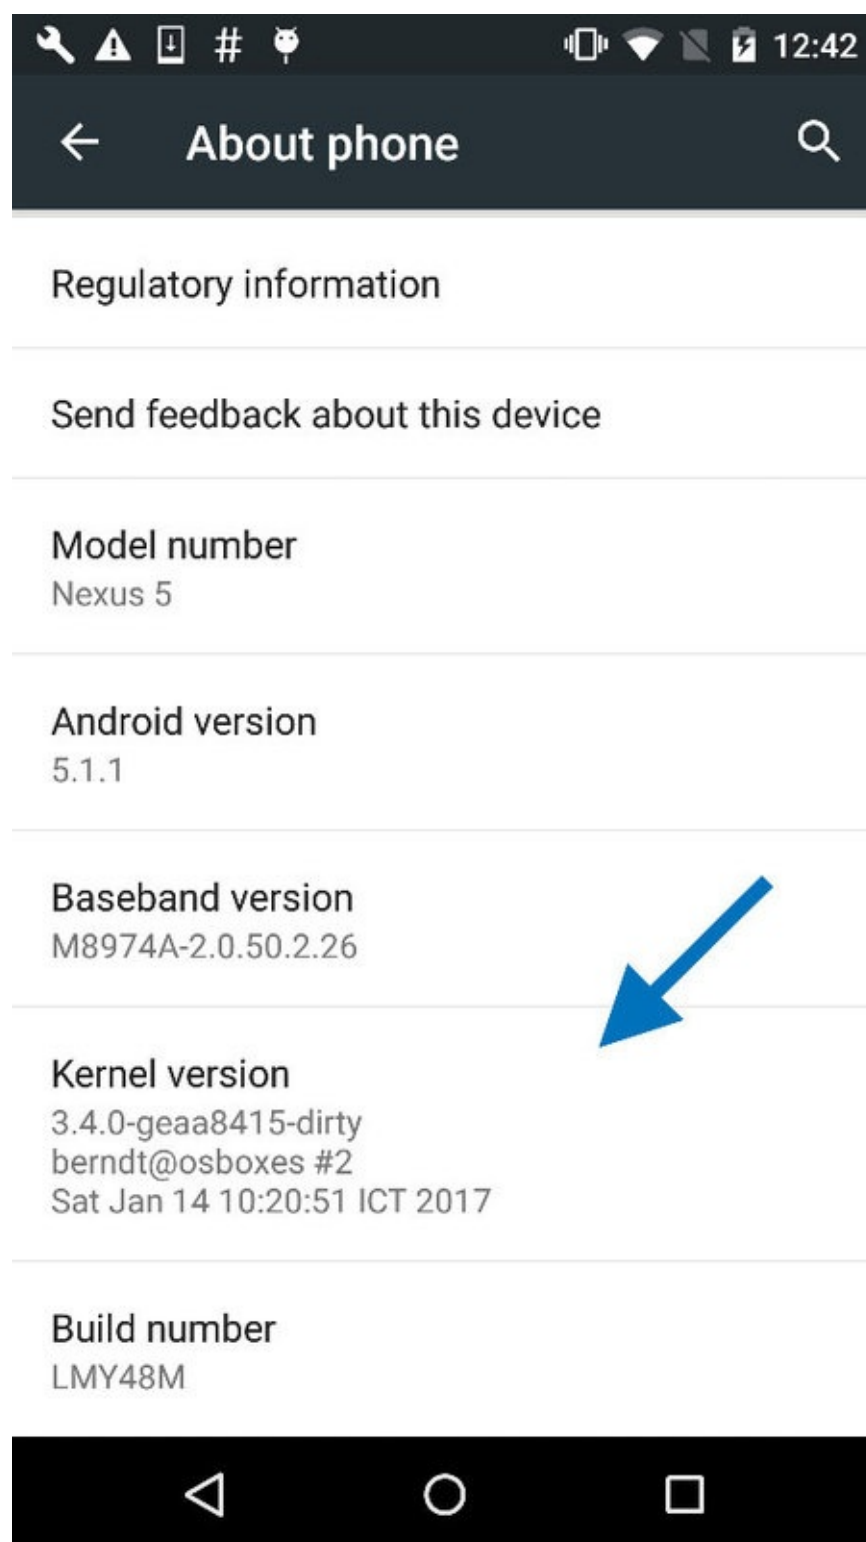 # 12:42
About phone
Regulatory information
Send feedback about this device
Model number
Nexus 5
Android version
5.1.1
Baseband version
M8974A-2.0.50.2.26
Kernel version
3.4.0-geaa8415-dirty
berndt@osboxes #2
Sat Jan 14 10:20:51 ICT 2017
Build number
LMY48M